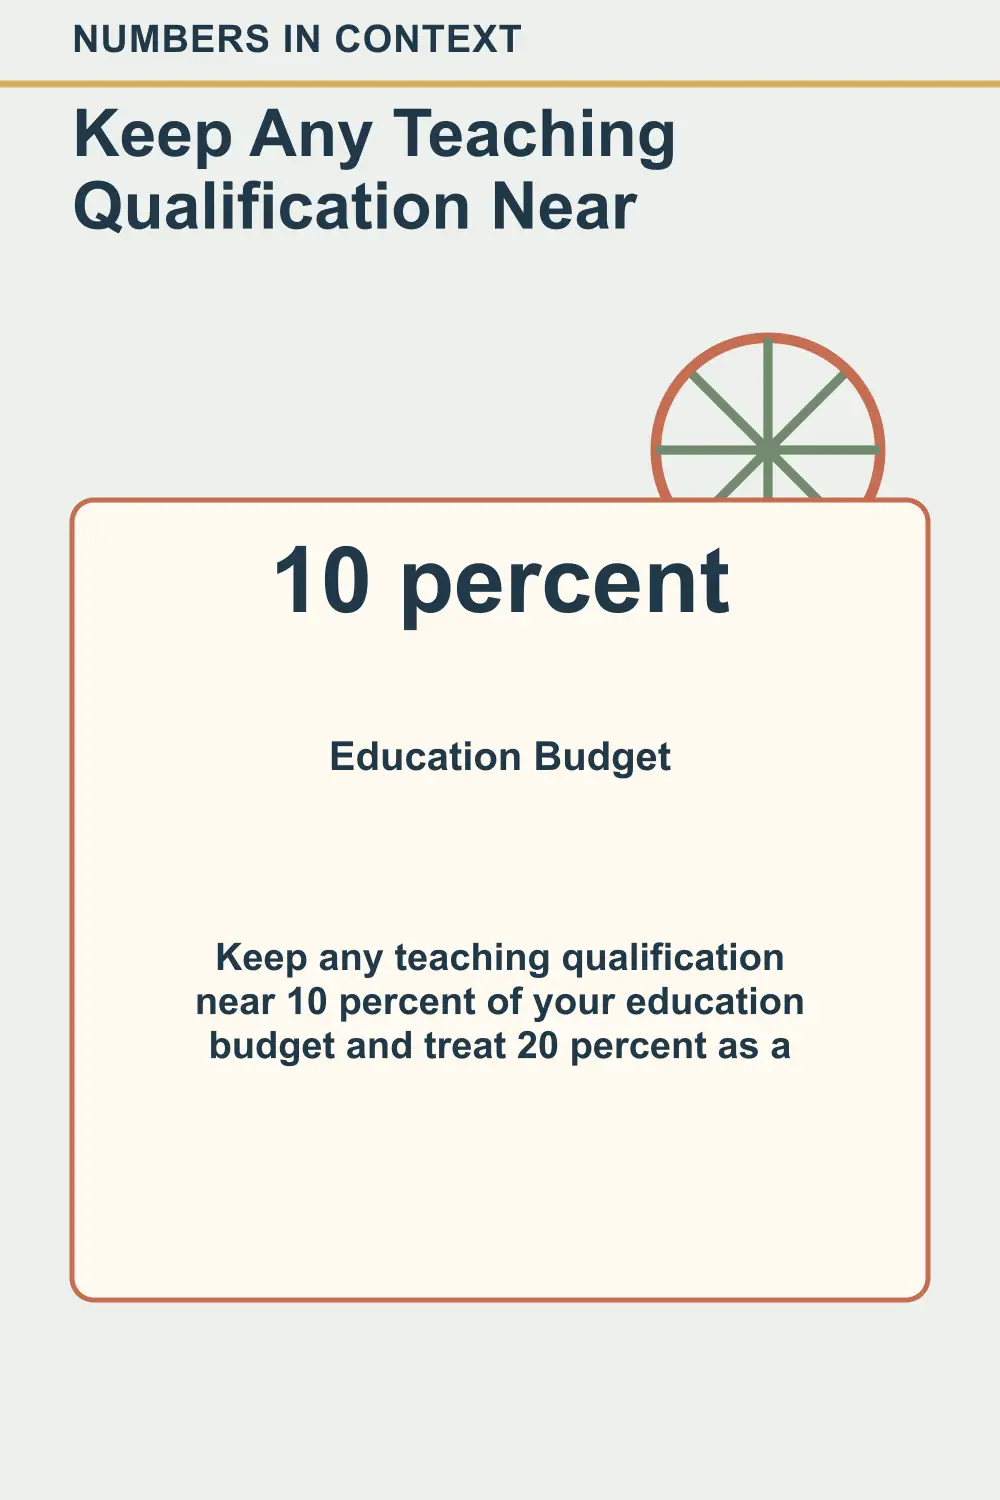 NUMBERS IN CONTEXT
Keep Any Teaching
Qualification Near
10 percent
Education Budget
Keep any teaching qualification
near 10 percent of your education
budget and treat 20 percent as a